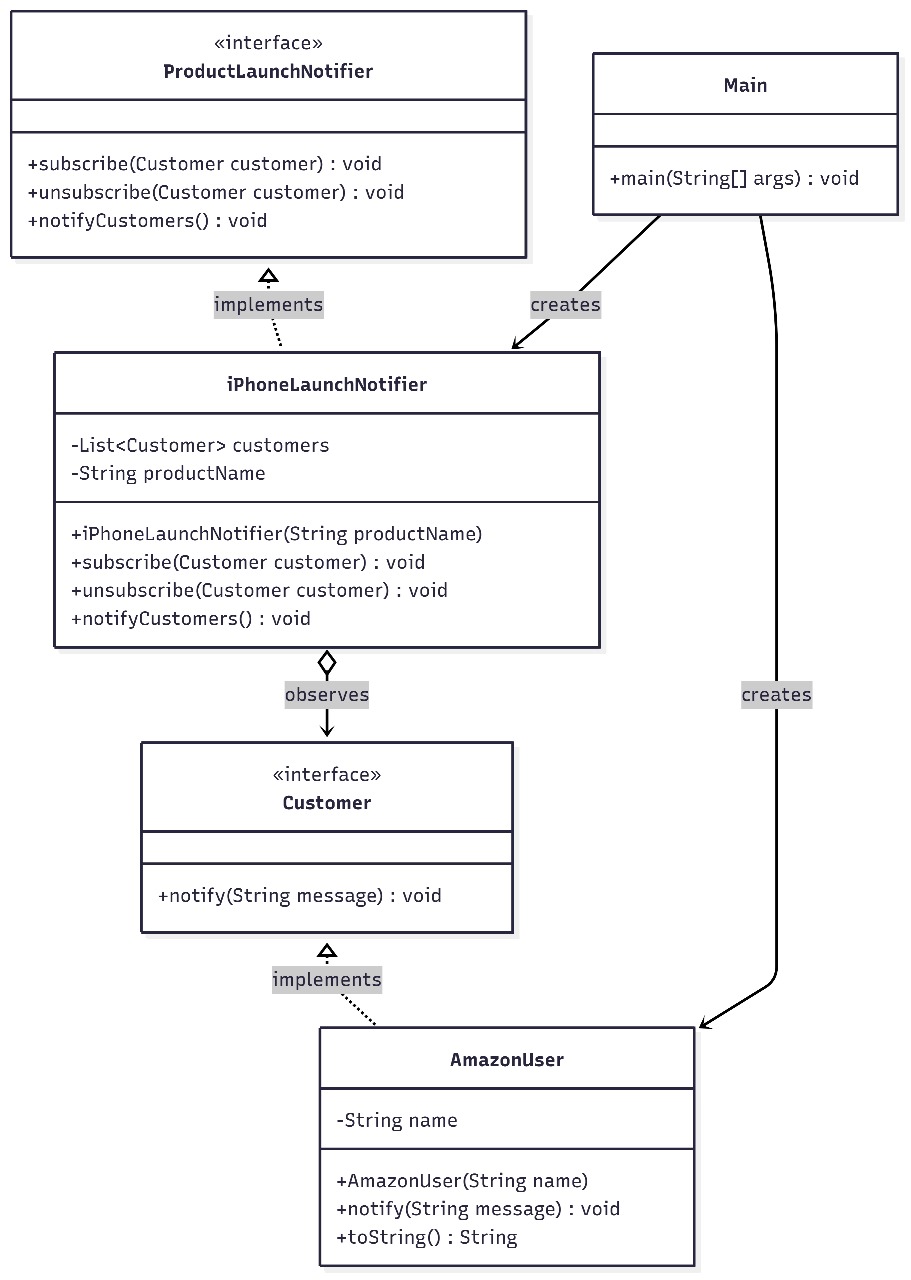 «interface»
ProductLaunchNotifier
+subscribe(Customer customer) : void
+unsubscribe(Customer customer) : void
+notifyCustomers() : void
Main
+main(String[] args) : void
implements
creates
iPhoneLaunchNotifier
-List<Customer> customers
-String productName
+iPhoneLaunchNotifier(String productName)
+subscribe(Customer customer) : void
+unsubscribe(Customer customer) : void
+notifyCustomers() : void
observes
creates
«interface»
Customer
+notify(String message) : void
implements
AmazonUser
-String name
+AmazonUser(String name)
+notify(String message) : void
+toString() : String